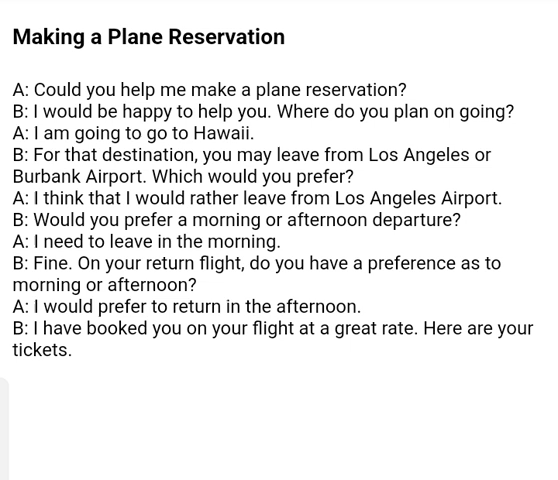 Making a Plane Reservation
A: Could you help me make a plane reservation?
B: I would be happy to help you. Where do you plan on going?
A: I am going to go to Hawaii.
B: For that destination, you may leave from Los Angeles or
Burbank Airport. Which would you prefer?
A: I think that I would rather leave from Los Angeles Airport.
B: Would you prefer a morning or afternoon departure?
A: I need to leave in the morning.
B: Fine. On your return flight, do you have a preference as to
morning or afternoon?
A: I would prefer to return in the afternoon.
B: I have booked you on your flight at a great rate. Here are your
tickets.